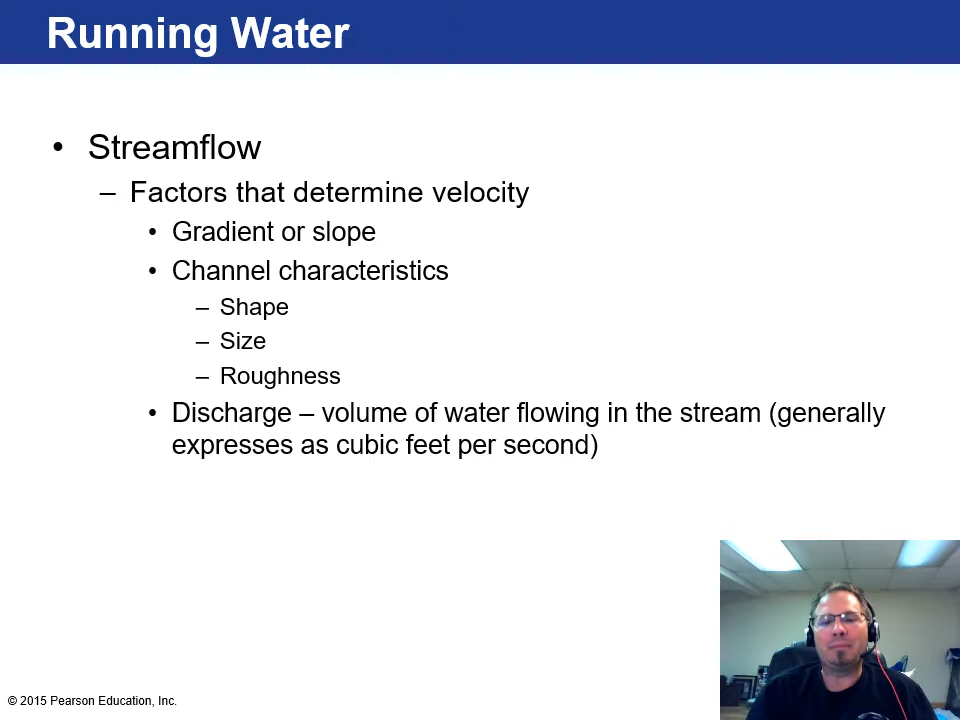 Running Water
• Streamflow
– Factors that determine velocity
• Gradient or slope
• Channel characteristics
– Shape
– Size
– Roughness
• Discharge – volume of water flowing in the stream (generally
expresses as cubic feet per second)
© 2015 Pearson Education, Inc.